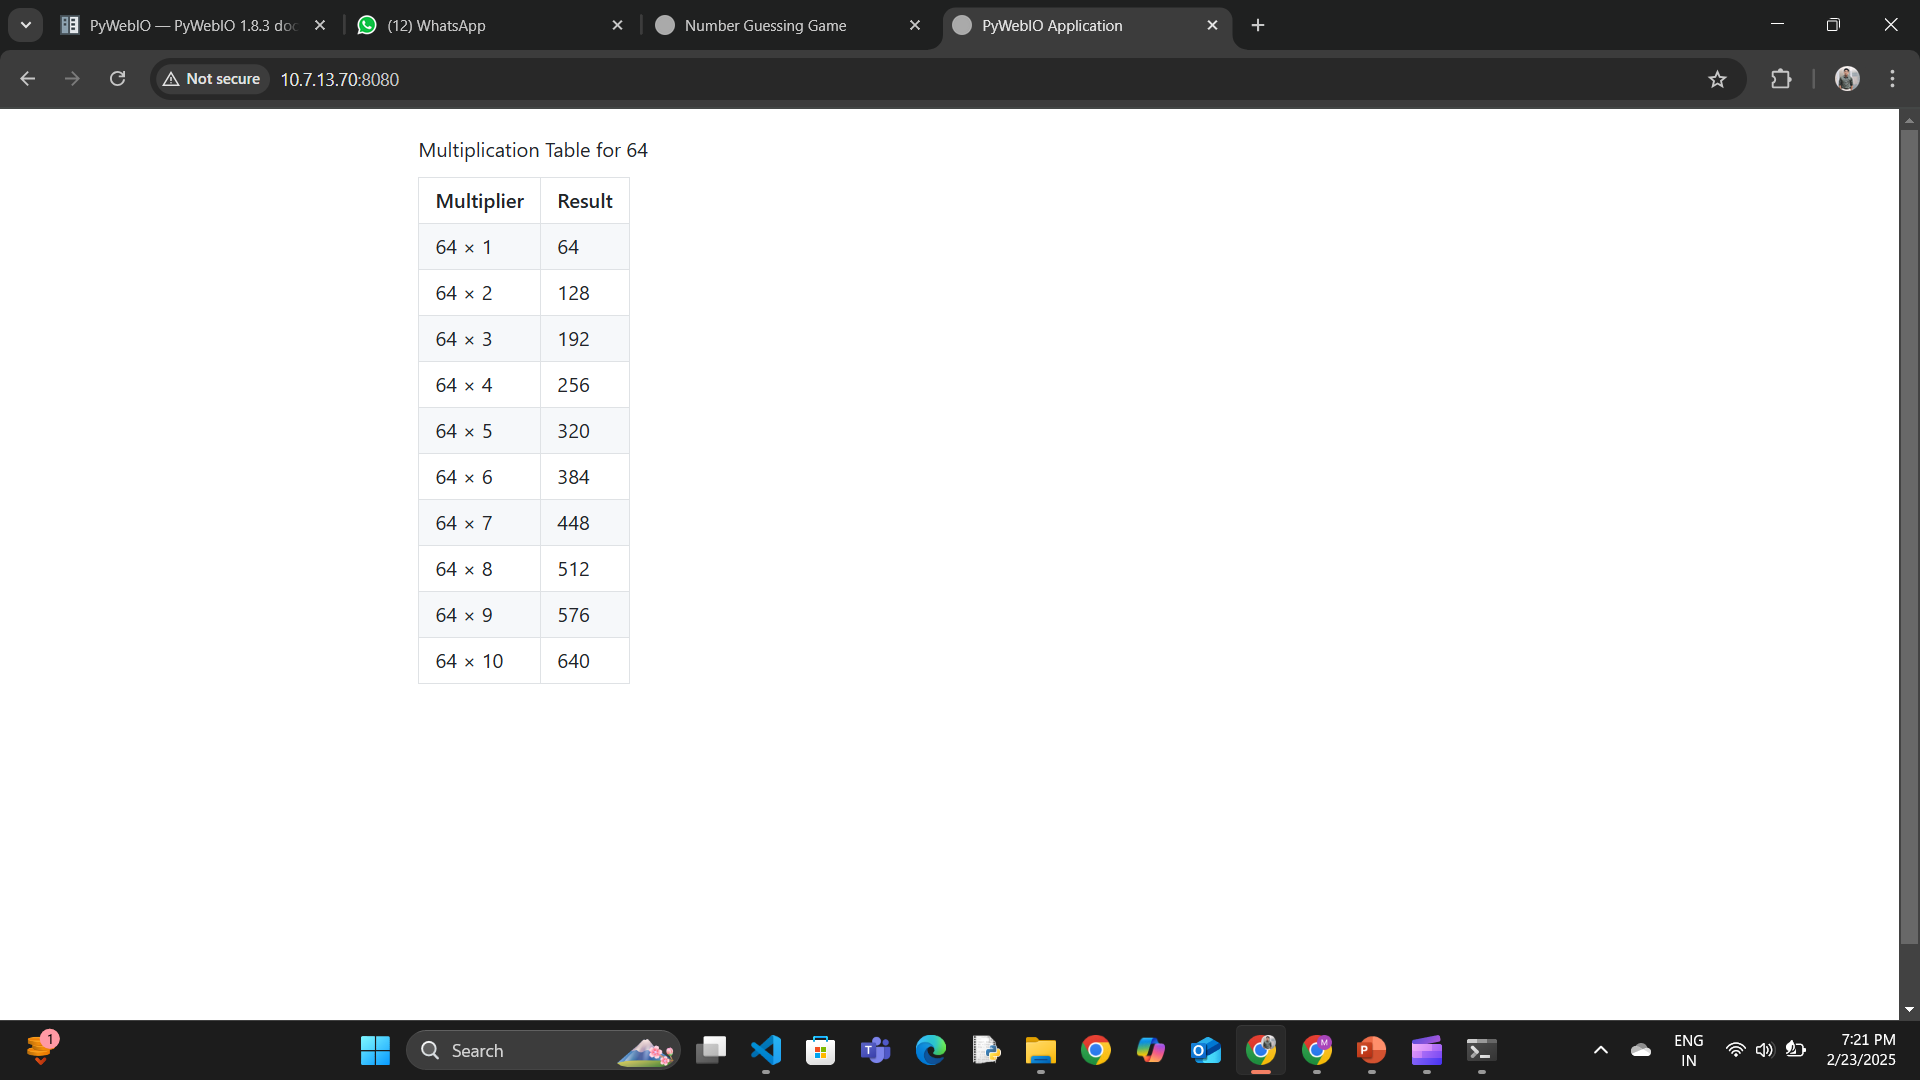 PyWebIO — PyWebIO 1.8.3 doc
(12) WhatsApp
Number Guessing Game
PyWebIO Application
Not secure
10.7.13.70:8080
Multiplication Table for 64
Multiplier Result
64 × 1 64
64 × 2 128
64 × 3 192
64 × 4 256
64 × 5 320
64 × 6 384
64 × 7 448
64 × 8 512
64 × 9 576
64 × 10 640
1
Search
ENG
IN
7:21 PM
2/23/2025